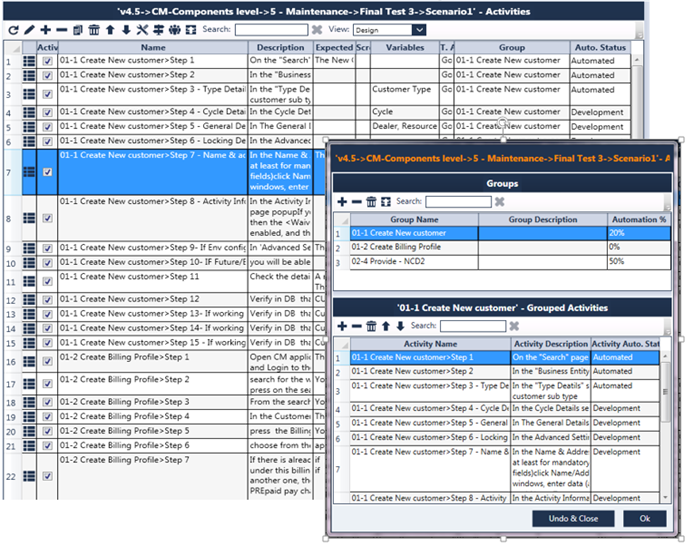 'v4.5->CM-Components level->5 - Maintenance->Final Test 3->Scenario1' - Activities
Search: View: Design
Activ Name Description Expected Scr Variables T. A Group Auto. Status
1 01-1 Create New customer>Step 1 On the "Search" The New C Go 01-1 Create New customer Automated
2 01-1 Create New customer>Step 2 In the "Business Go 01-1 Create New customer Automated
3 01-1 Create New customer>Step 3 - Type Detail In the "Type De Customer Type Go 01-1 Create New customer Automated
customer sub ty
4 01-1 Create New customer>Step 4 - Cycle Detai In the Cycle Det Cycle Go 01-1 Create New customer Development
5 01-1 Create New customer>Step 5 - General De In The General I Dealer, Resource Go 01-1 Create New customer Development
6 01-1 Create New customer>Step 6 - Locking De In the Advanced
7 01-1 Create New customer>Step 7 - Name & ad In the Name & Th
at least for man
fields)click Nam
windows, enter
8 01-1 Create New customer>Step 8 - Activity Inf In the Activity I
page popupIf y
then the <Waiv
enabled, and th
9 01-1 Create New customer>Step 9- If Env config In 'Advanced Se Th
10 01-1 Create New customer>Step 10- IF Future/E you will be able
11 01-1 Create New customer>Step 11 Check the detai A n
12 01-1 Create New customer>Step 12 Verify in DB tha CU
13 01-1 Create New customer>Step 13- If working Verify in DB tha Cu
14 01-1 Create New customer>Step 14- If working Verify in DB tha Cu
15 01-1 Create New customer>Step 15 - If working Verify in DB tha Cu
16 01-2 Create Billing Profile>Step 1 Open CM applic Th
and Login to th
17 01-2 Create Billing Profile>Step 2 search for the w Yo
press on the sea
18 01-2 Create Billing Profile>Step 3 From the search Yo
19 01-2 Create Billing Profile>Step 4 In the Customer Th
20 01-2 Create Billing Profile>Step 5 press the Billing Yo
21 01-2 Create Billing Profile>Step 6 choose from the ap
22 01-2 Create Billing Profile>Step 7 If there is alread if
under this billin if
another one, th
PREpaid pay ch
'v4.5->CM-Components level->5 - Maintenance->Final Test 3->Scenario1'- A
Groups
Search:
Group Name Group Description Automation %
1 01-1 Create New customer 20%
2 01-2 Create Billing Profile 0%
3 02-4 Provide - NCD2 50%
'01-1 Create New customer' - Grouped Activities
Search:
Activity Name Activity Description Activity Auto. Stat
1 01-1 Create New customer>Step 1 On the "Search" page Automated
2 01-1 Create New customer>Step 2 In the "Business Entity Automated
3 01-1 Create New customer>Step 3 - Type De In the "Type Deatils" s Automated
customer sub type
4 01-1 Create New customer>Step 4 - Cycle D In the Cycle Details se Development
5 01-1 Create New customer>Step 5 - General In The General Details Development
6 01-1 Create New customer>Step 6 - Locking In the Advanced Setti Development
7 01-1 Create New customer>Step 7 - Name & In the Name & Addre Development
at least for mandatory
fields)click Name/Add
windows, enter data (
01-1 Create New customer>Step 8 - Activity In the Activity Informa Development
Undo & Close Ok